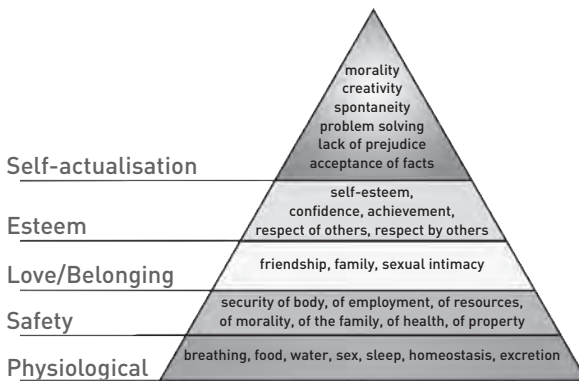 morality
creativity
spontaneity
problem solving
lack of prejudice
acceptance of facts
Self-actualisation
self-esteem,
confidence, achievement,
respect of others, respect by others
Esteem
friendship, family, sexual intimacy
Love/Belonging
security of body, of employment, of resources,
of morality, of the family, of health, of property
Safety
breathing, food, water, sex, sleep, homeostasis, excretion
Physiological